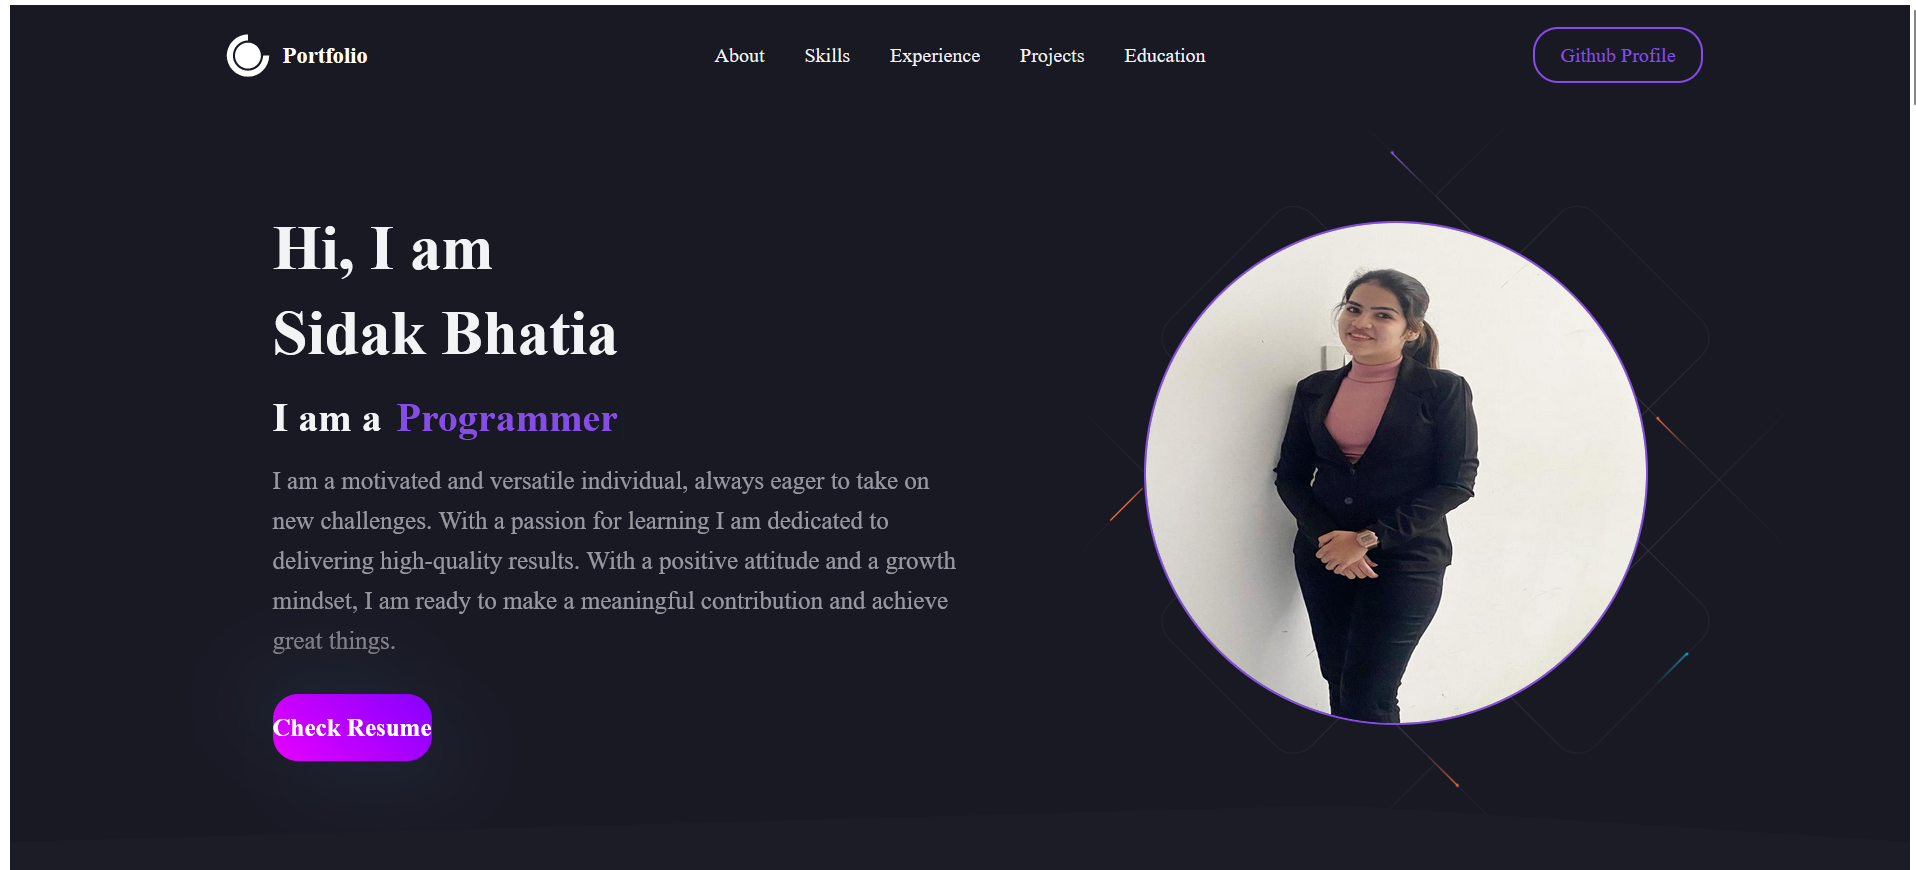 Portfolio
About
Skills
Experience
Projects
Education
Github Profile
Hi, I am
Sidak Bhatia
I am a Programmer
I am a motivated and versatile individual, always eager to take on
new challenges. With a passion for learning I am dedicated to
delivering high-quality results. With a positive attitude and a growth
mindset, I am ready to make a meaningful contribution and achieve
great things.
Check Resume